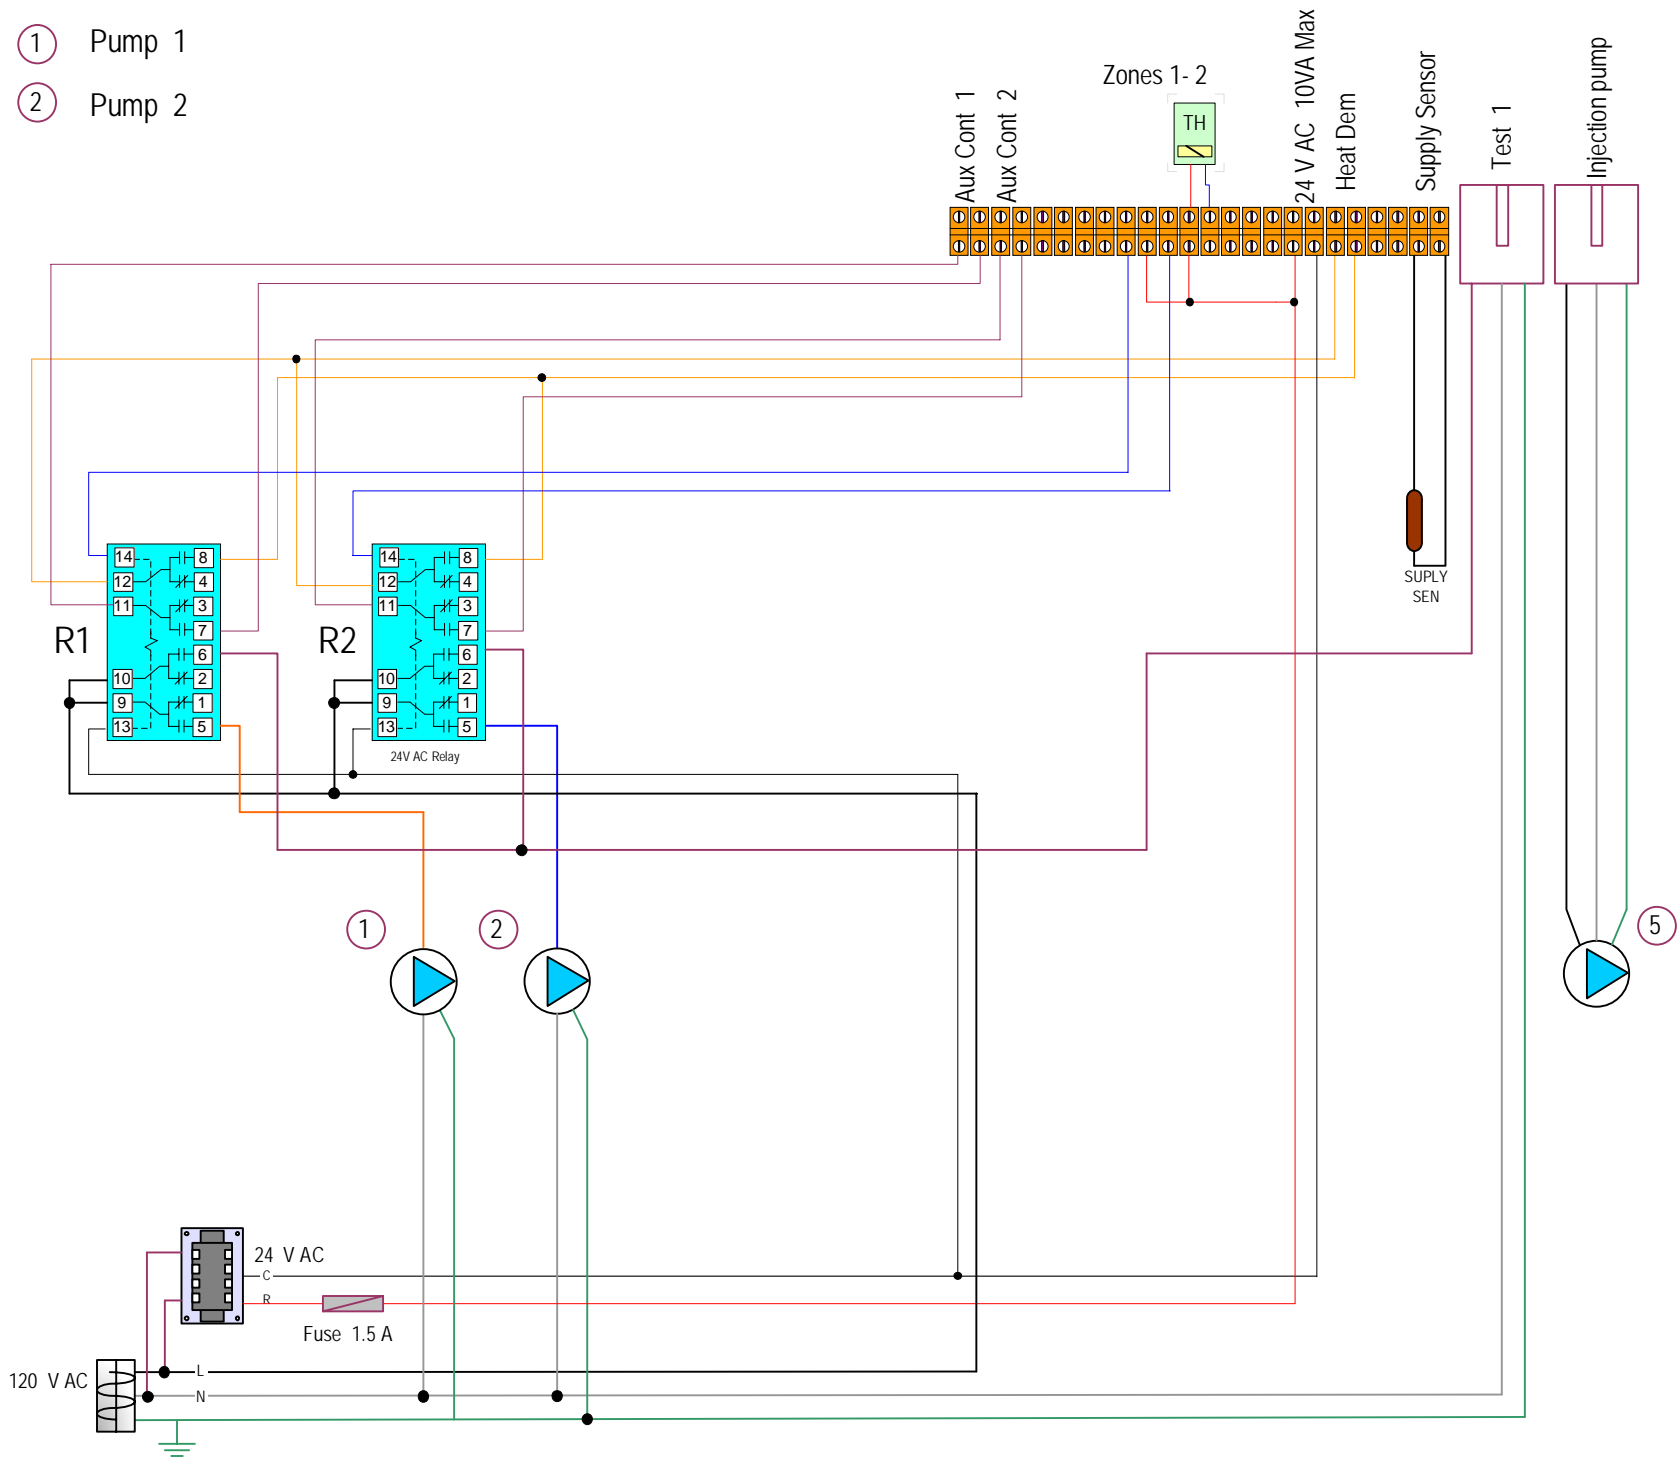 1 Pump 1
2 Pump 2
Aux Cont 1
Aux Cont 2
Zones 1- 2
TH
24 V AC 10VA Max
Heat Dem
Supply Sensor
Test 1
Injection pump
SUPLY
SEN
R1
14 8
12 4
11 3
7
6
10 2
9 1
13 5
R2
14 8
12 4
11 3
7
6
10 2
9 1
13 5
24V AC Relay
1
2
5
24 V AC
C
R
Fuse 1.5 A
120 V AC
L
N